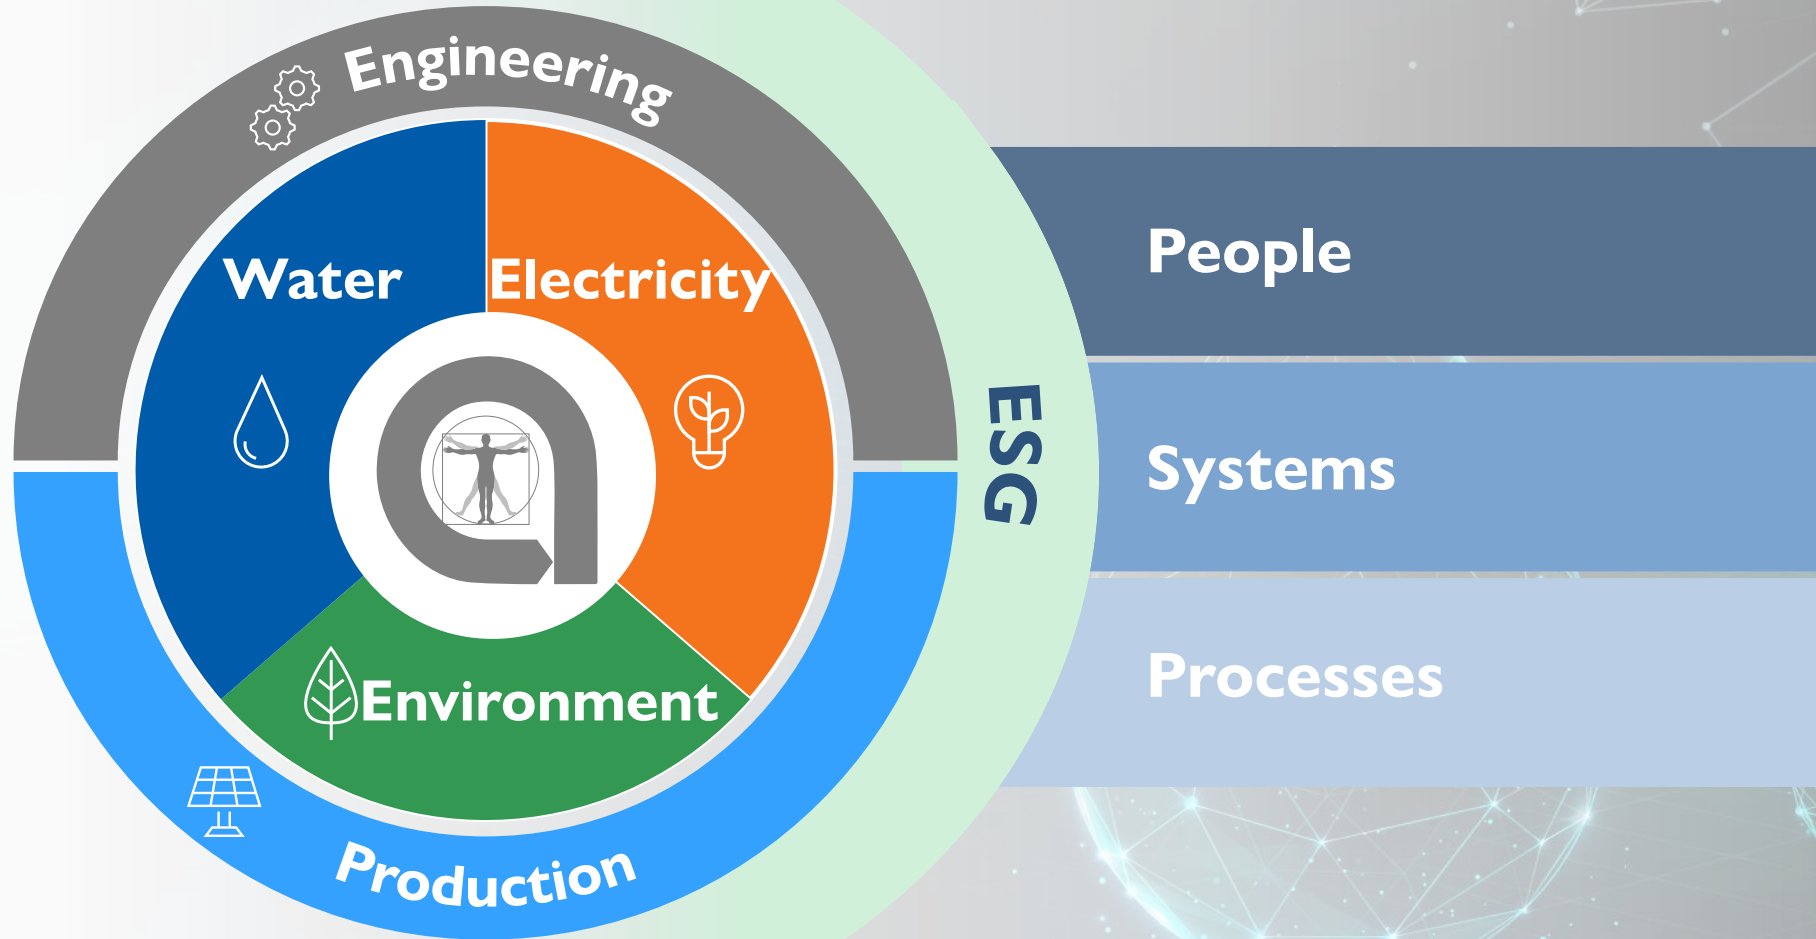 Engineering
Water
Electricity
Environment
Production
ESG
People
Systems
Processes